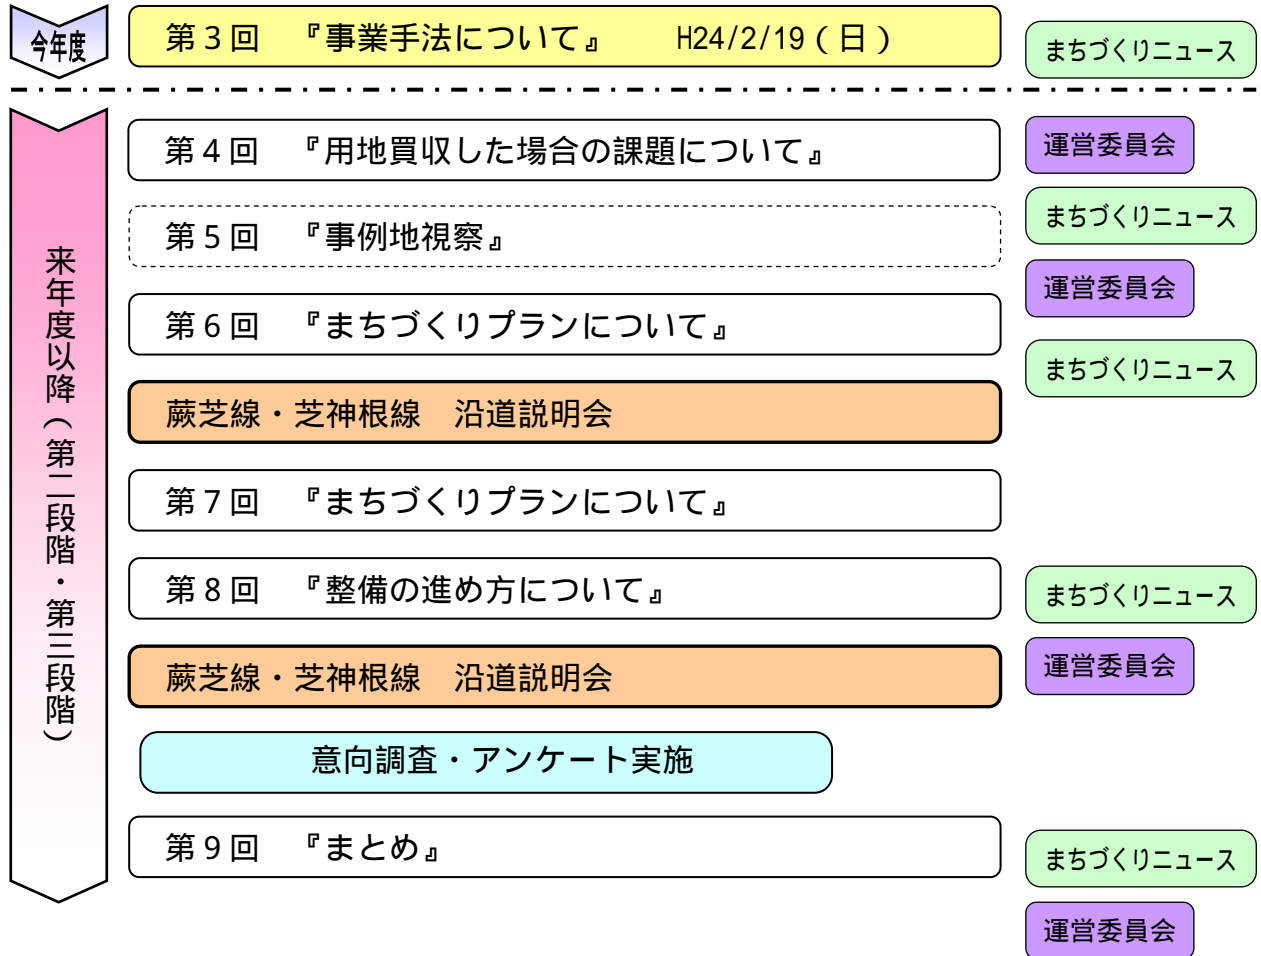 今年度
第３回　『事業手法について』　　H24/2/19（日）
まちづくりニュース
来年度以降（第二段階・第三段階）
第４回　『用地買収した場合の課題について』
運営委員会
まちづくりニュース
第５回　『事例地視察』
運営委員会
第６回　『まちづくりプランについて』
まちづくりニュース
蕨芝線・芝神根線　沿道説明会
第７回　『まちづくりプランについて』
第８回　『整備の進め方について』
まちづくりニュース
蕨芝線・芝神根線　沿道説明会
運営委員会
意向調査・アンケート実施
第９回　『まとめ』
まちづくりニュース
運営委員会